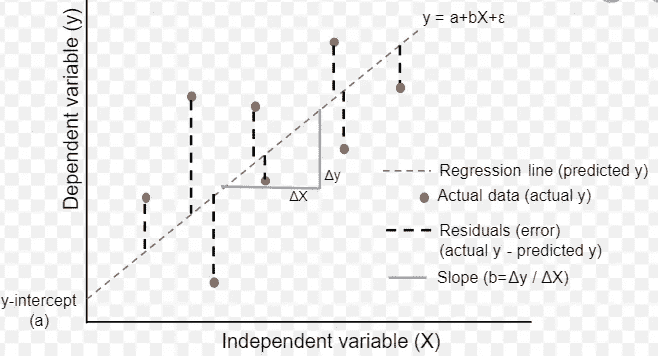 y = a+bX+ε
Dependent variable (y)
Δy
ΔX
Regression line (predicted y)
Actual data (actual y)
Residuals (error)
(actual y - predicted y)
Slope (b=Δy / ΔX)
y-intercept
(a)
Independent variable (X)